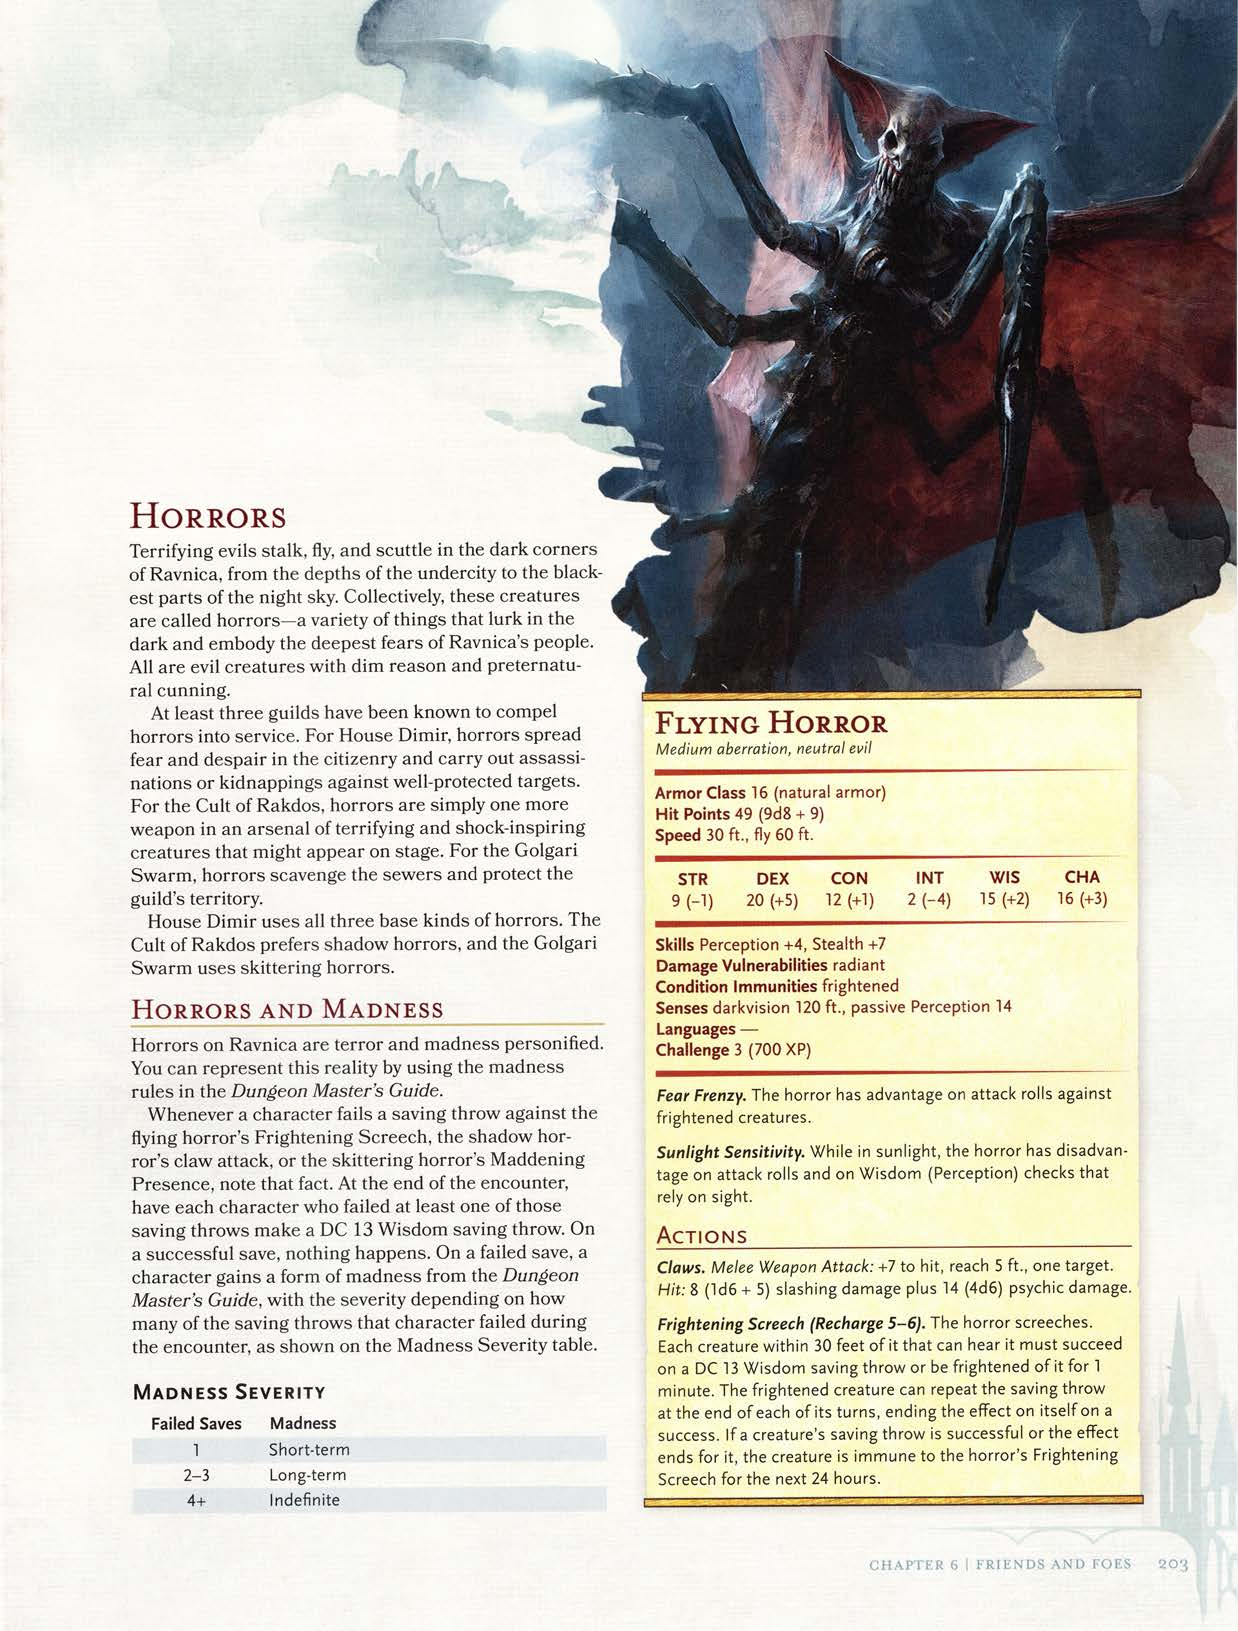 HORRORS
Terrifying evils stalk, fly, and scuttle in the dark corners
of Ravnica, from the depths of the undercity to the black-
est parts of the night sky. Collectively, these creatures
are called horrors—a variety of things that lurk in the
dark and embody the deepest fears of Ravnica's people.
All are evil creatures with dim reason and preternatu-
ral cunning.
At least three guilds have been known to compel
horrors into service. For House Dimir, horrors spread
fear and despair in the citizenry and carry out assassi-
nations or kidnappings against well-protected targets.
For the Cult of Rakdos, horrors are simply one more
weapon in an arsenal of terrifying and shock-inspiring
creatures that might appear on stage. For the Golgari
Swarm, horrors scavenge the sewers and protect the
guild's territory.
House Dimir uses all three base kinds of horrors. The
Cult of Rakdos prefers shadow horrors, and the Golgari
Swarm uses skittering horrors.
HORRORS AND MADNESS
Horrors on Ravnica are terror and madness personified.
You can represent this reality by using the madness
rules in the Dungeon Master's Guide.
Whenever a character fails a saving throw against the
flying horror's Frightening Screech, the shadow hor-
ror's claw attack, or the skittering horror's Maddening
Presence, note that fact. At the end of the encounter,
have each character who failed at least one of those
saving throws make a DC 13 Wisdom saving throw. On
a successful save, nothing happens. On a failed save, a
character gains a form of madness from the Dungeon
Master's Guide, with the severity depending on how
many of the saving throws that character failed during
the encounter, as shown on the Madness Severity table.
MADNESS SEVERITY
Failed Saves Madness
1 Short-term
2–3 Long-term
4+ Indefinite
FLYING HORROR
Medium aberration, neutral evil
Armor Class 16 (natural armor)
Hit Points 49 (9d8 + 9)
Speed 30 ft., fly 60 ft.
STR DEX CON INT WIS CHA
9 (−1) 20 (+5) 12 (+1) 2 (−4) 15 (+2) 16 (+3)
Skills Perception +4, Stealth +7
Damage Vulnerabilities radiant
Condition Immunities frightened
Senses darkvision 120 ft., passive Perception 14
Languages —
Challenge 3 (700 XP)
Fear Frenzy. The horror has advantage on attack rolls against
frightened creatures.
Sunlight Sensitivity. While in sunlight, the horror has disadvan-
tage on attack rolls and on Wisdom (Perception) checks that
rely on sight.
ACTIONS
Claws. Melee Weapon Attack: +7 to hit, reach 5 ft., one target.
Hit: 8 (1d6 + 5) slashing damage plus 14 (4d6) psychic damage.
Frightening Screech (Recharge 5–6). The horror screeches.
Each creature within 30 feet of it that can hear it must succeed
on a DC 13 Wisdom saving throw or be frightened of it for 1
minute. The frightened creature can repeat the saving throw
at the end of each of its turns, ending the effect on itself on a
success. If a creature's saving throw is successful or the effect
ends for it, the creature is immune to the horror's Frightening
Screech for the next 24 hours.
CHAPTER 6 | FRIENDS AND FOES 203